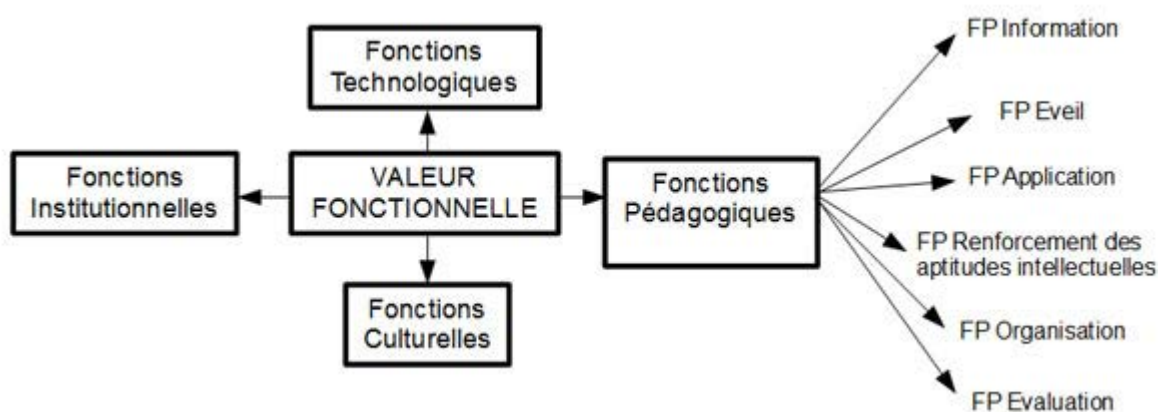 Fonctions
Technologiques
Fonctions
Institutionnelles
VALEUR
FONCTIONNELLE
Fonctions
Pédagogiques
Fonctions
Culturelles
FP Information
FP Eveil
FP Application
FP Renforcement des
aptitudes intellectuelles
FP Organisation
FP Evaluation